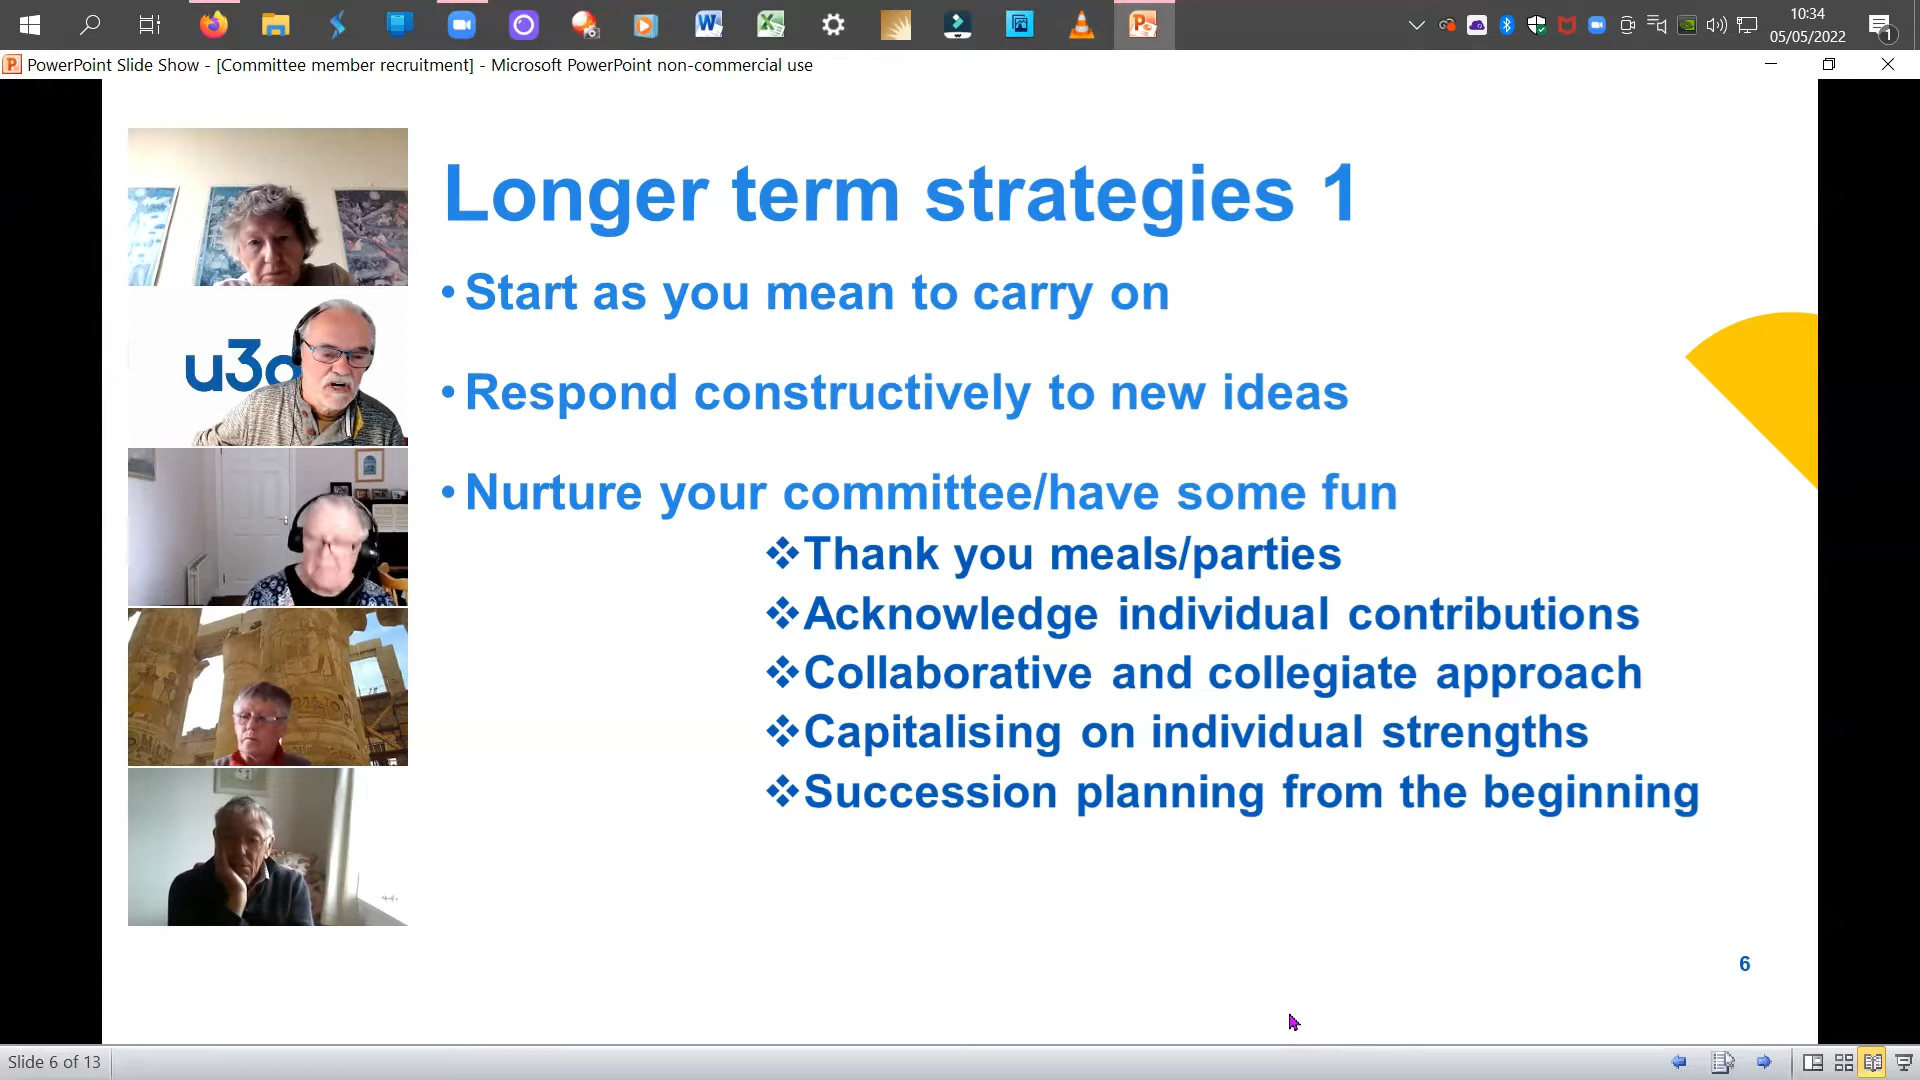 10:34
05/05/2022
1
PowerPoint Slide Show - [Committee member recruitment] - Microsoft PowerPoint non-commercial use
Longer term strategies 1
• Start as you mean to carry on
• Respond constructively to new ideas
• Nurture your committee/have some fun
❖Thank you meals/parties
❖Acknowledge individual contributions
❖Collaborative and collegiate approach
❖Capitalising on individual strengths
❖Succession planning from the beginning
u3a
6
Slide 6 of 13